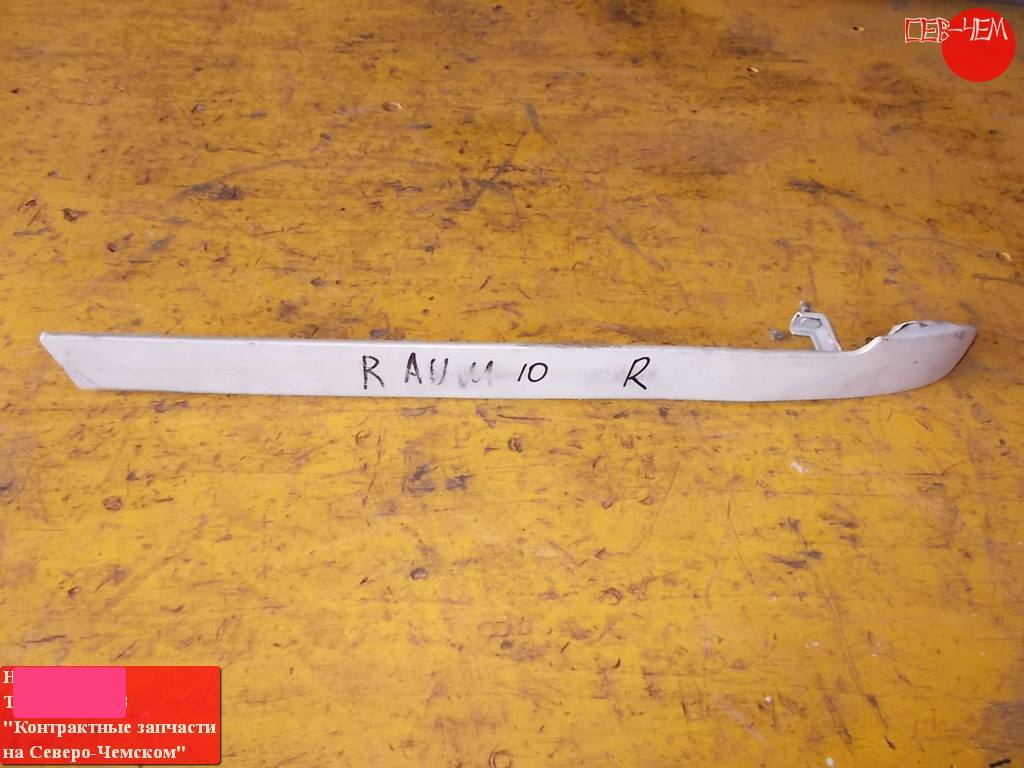 СЕВ-ЧЕМ
RAUM 10 R
"Контрактные запчасти
на Северо-Чемском"